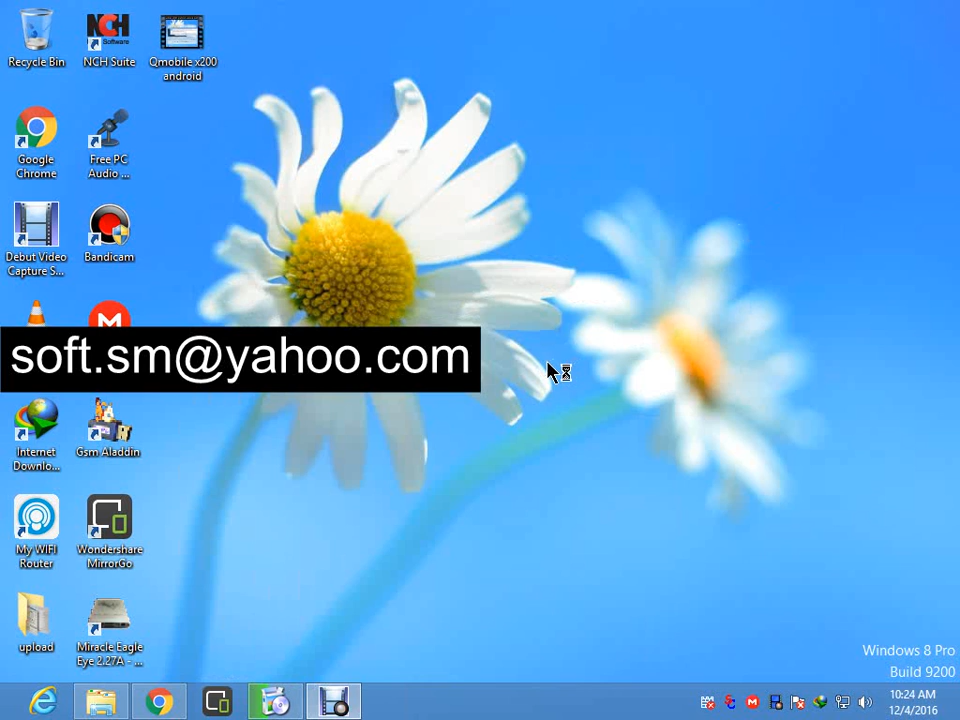 Recycle Bin
NCH
Software
NCH Suite
Qmobile x200
android
Google
Chrome
Free PC
Audio ...
Debut Video
Capture S...
Bandicam
M
soft.sm@yahoo.com
Internet
Downlo...
Gsm Aladdin
My WIFI
Router
Wondershare
MirrorGo
upload
Miracle Eagle
Eye 2.27A - ...
Windows 8 Pro
Build 9200
10:24 AM
12/4/2016